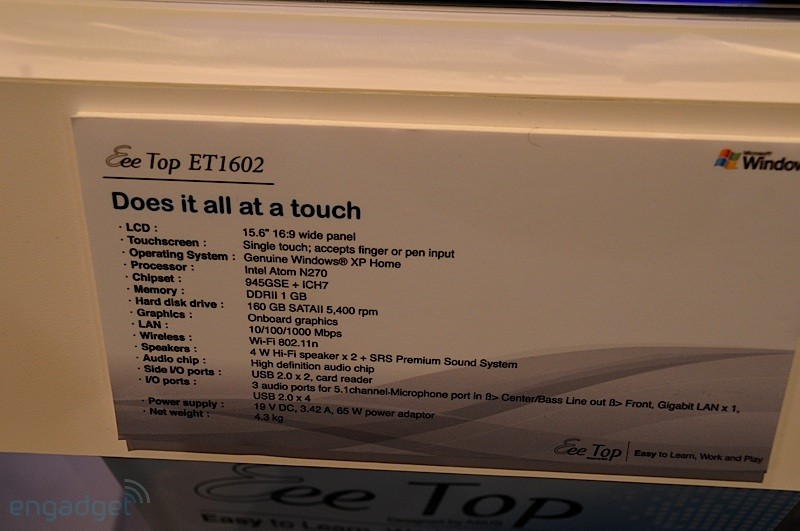 Eee Top ET1602
Microsoft
Window
Does it all at a touch
· LCD : 15.6" 16:9 wide panel
· Touchscreen : Single touch; accepts finger or pen input
· Operating System : Genuine Windows® XP Home
· Processor : Intel Atom N270
· Chipset : 945GSE + ICH7
· Memory : DDRII 1 GB
· Hard disk drive : 160 GB SATAII 5,400 rpm
· Graphics : Onboard graphics
· LAN : 10/100/1000 Mbps
· Wireless : Wi-Fi 802.11n
· Speakers : 4 W Hi-Fi speaker x 2 + SRS Premium Sound System
· Audio chip : High definition audio chip
· Side I/O ports : USB 2.0 x 2, card reader
· I/O ports : 3 audio ports for 5.1channel-Microphone port in ß> Center/Bass Line out ß> Front, Gigabit LAN x 1,
USB 2.0 x 4
· Power supply : 19 V DC, 3.42 A, 65 W power adaptor
· Net weight : 4.3 kg
Eee Top Easy to Learn, Work and Play
Eee Top
Easy to Learn,
engadget